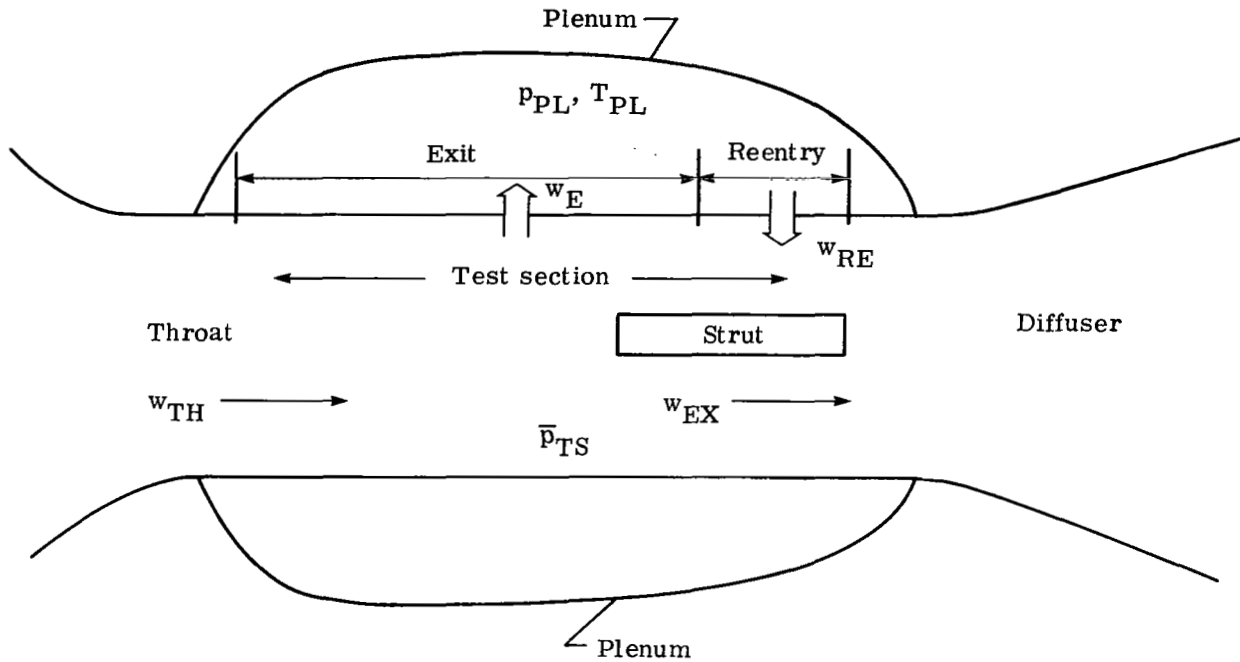 Plenum
p_PL, T_PL
Exit
Reentry
w_E
w_RE
Test section
Throat
Strut
Diffuser
w_TH
w_EX
p̅_TS
Plenum